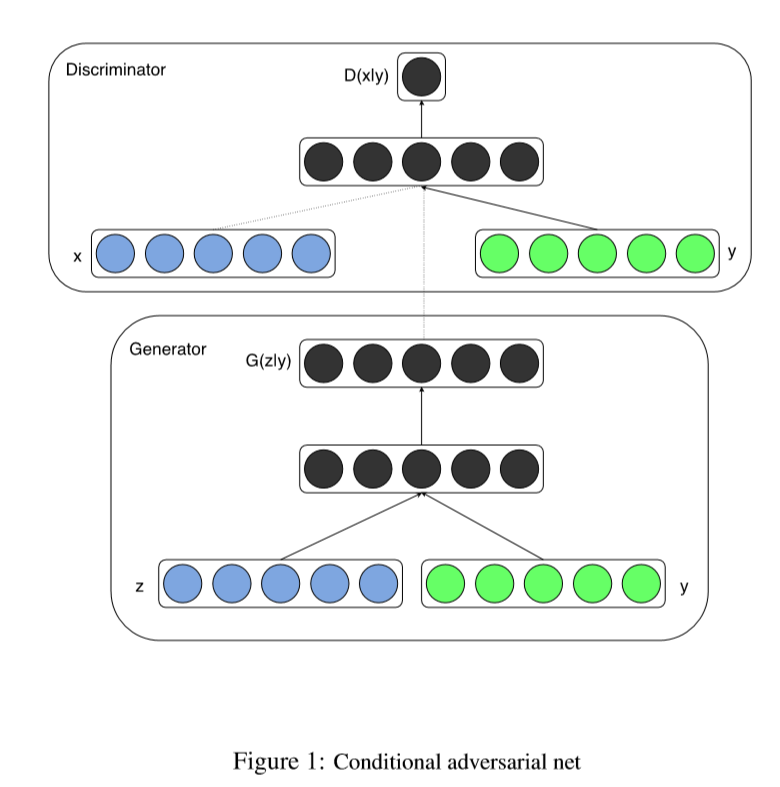 Discriminator
D(x|y)
x
y
Generator
G(z|y)
z
y
Figure 1: Conditional adversarial net